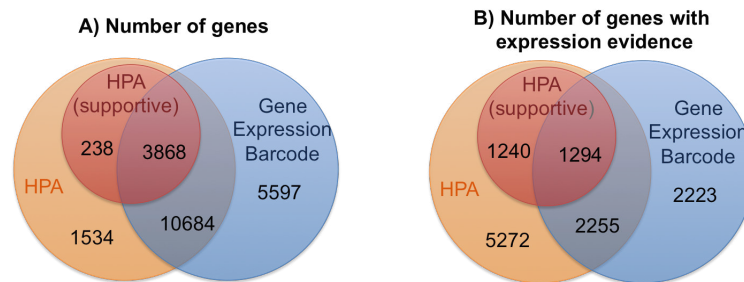 A) Number of genes
HPA
(supportive)
Gene
Expression
Barcode
238
3868
5597
HPA
1534
10684
B) Number of genes with
expression evidence
HPA
(supportive)
Gene
Expression
Barcode
1240
1294
2223
HPA
5272
2255